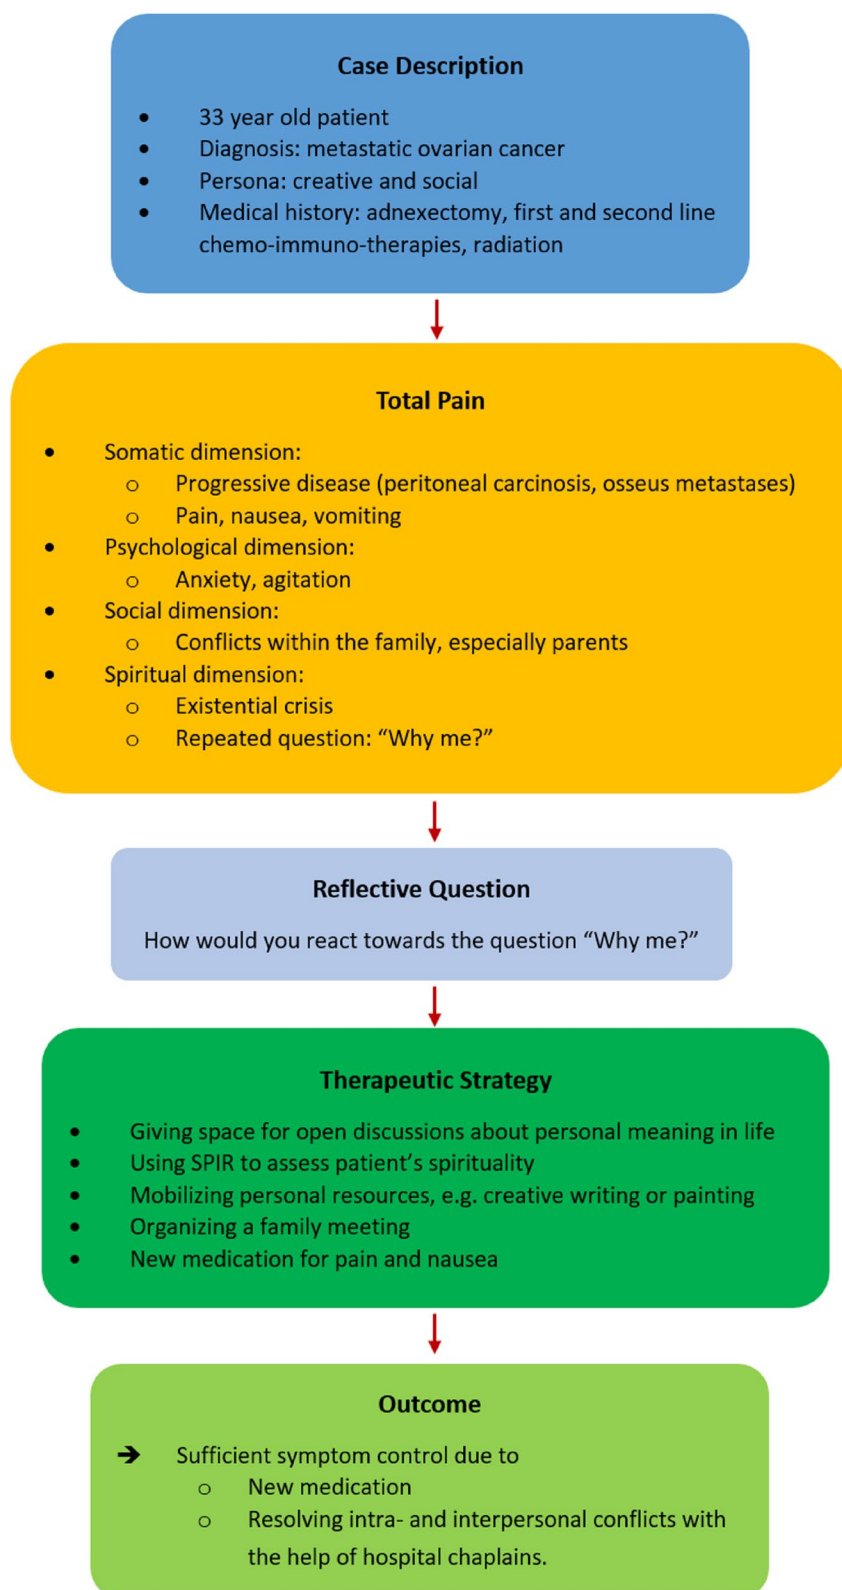 Case Description
• 33 year old patient
• Diagnosis: metastatic ovarian cancer
• Persona: creative and social
• Medical history: adnexectomy, first and second line
chemo-immuno-therapies, radiation
Total Pain
• Somatic dimension:
o Progressive disease (peritoneal carcinosis, osseus metastases)
o Pain, nausea, vomiting
• Psychological dimension:
o Anxiety, agitation
• Social dimension:
o Conflicts within the family, especially parents
• Spiritual dimension:
o Existential crisis
o Repeated question: “Why me?”
Reflective Question
How would you react towards the question “Why me?”
Therapeutic Strategy
• Giving space for open discussions about personal meaning in life
• Using SPIR to assess patient’s spirituality
• Mobilizing personal resources, e.g. creative writing or painting
• Organizing a family meeting
• New medication for pain and nausea
Outcome
➔ Sufficient symptom control due to
o New medication
o Resolving intra- and interpersonal conflicts with
the help of hospital chaplains.